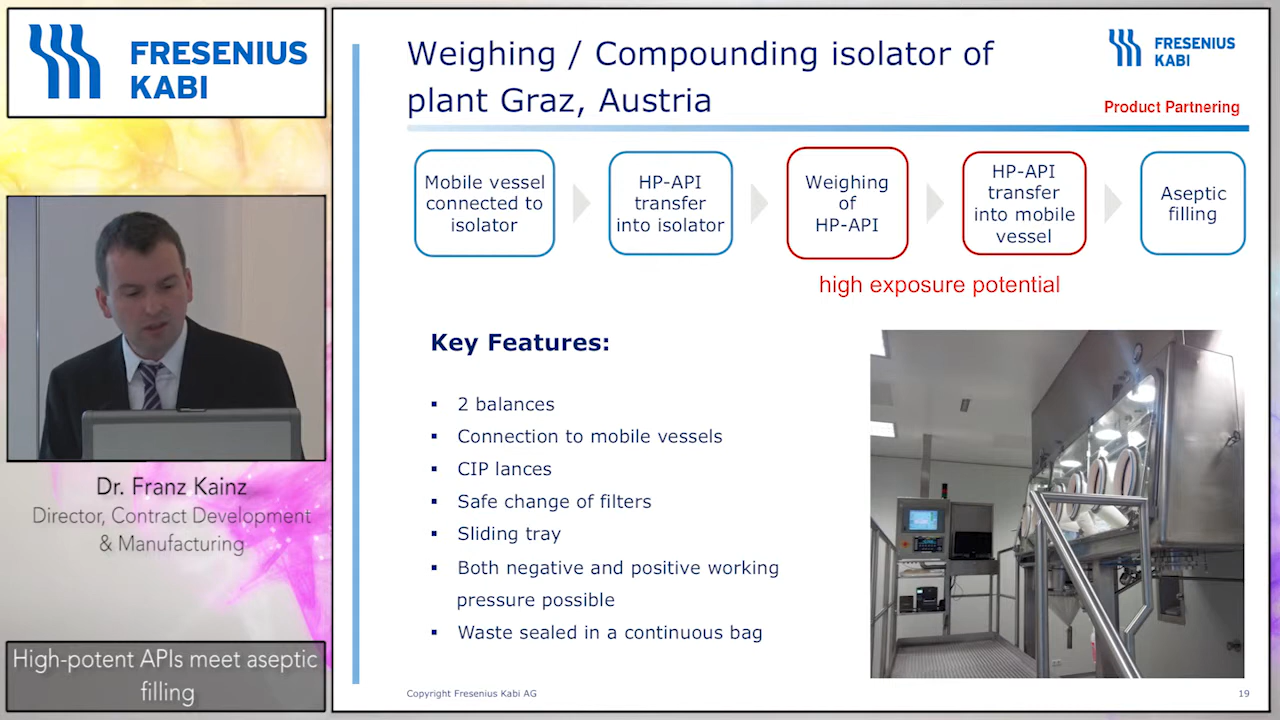 FRESENIUS
KABI
Dr. Franz Kainz
Director, Contract Development
& Manufacturing
High-potent APIs meet aseptic
filling
Weighing / Compounding isolator of
plant Graz, Austria
FRESENIUS
KABI
Product Partnering
Mobile vessel
connected to
isolator
HP-API
transfer
into isolator
Weighing
of
HP-API
HP-API
transfer
into mobile
vessel
Aseptic
filling
high exposure potential
Key Features:
▪ 2 balances
▪ Connection to mobile vessels
▪ CIP lances
▪ Safe change of filters
▪ Sliding tray
▪ Both negative and positive working
pressure possible
▪ Waste sealed in a continuous bag
Copyright Fresenius Kabi AG
19